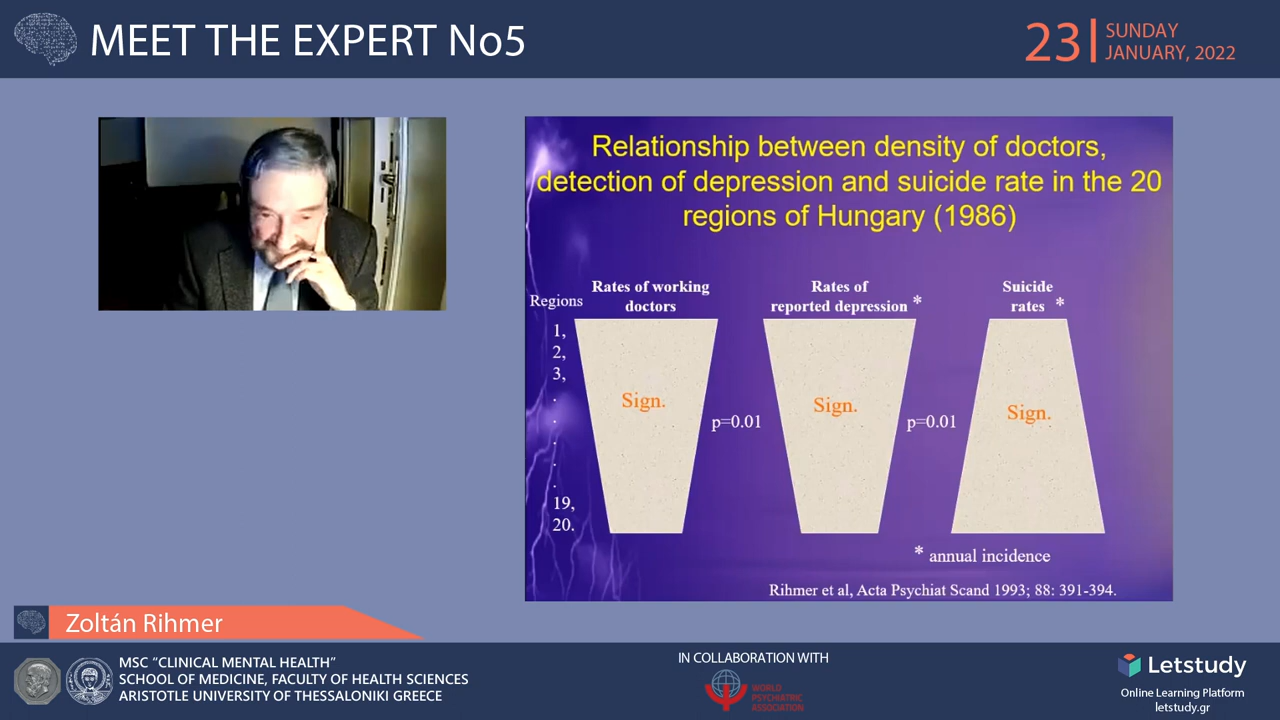 MEET THE EXPERT No5
23
SUNDAY
JANUARY, 2022
Relationship between density of doctors,
detection of depression and suicide rate in the 20
regions of Hungary (1986)
Regions
Rates of working
doctors
Rates of
reported depression *
Suicide
rates *
1,
2,
3,
.
.
.
.
.
19,
20.
Sign.
p=0.01
Sign.
p=0.01
Sign.
* annual incidence
Rihmer et al, Acta Psychiat Scand 1993; 88: 391-394.
Zoltán Rihmer
MSC “CLINICAL MENTAL HEALTH”
SCHOOL OF MEDICINE, FACULTY OF HEALTH SCIENCES
ARISTOTLE UNIVERSITY OF THESSALONIKI GREECE
IN COLLABORATION WITH
WORLD
PSYCHIATRIC
ASSOCIATION
Letstudy
Online Learning Platform
letstudy.gr